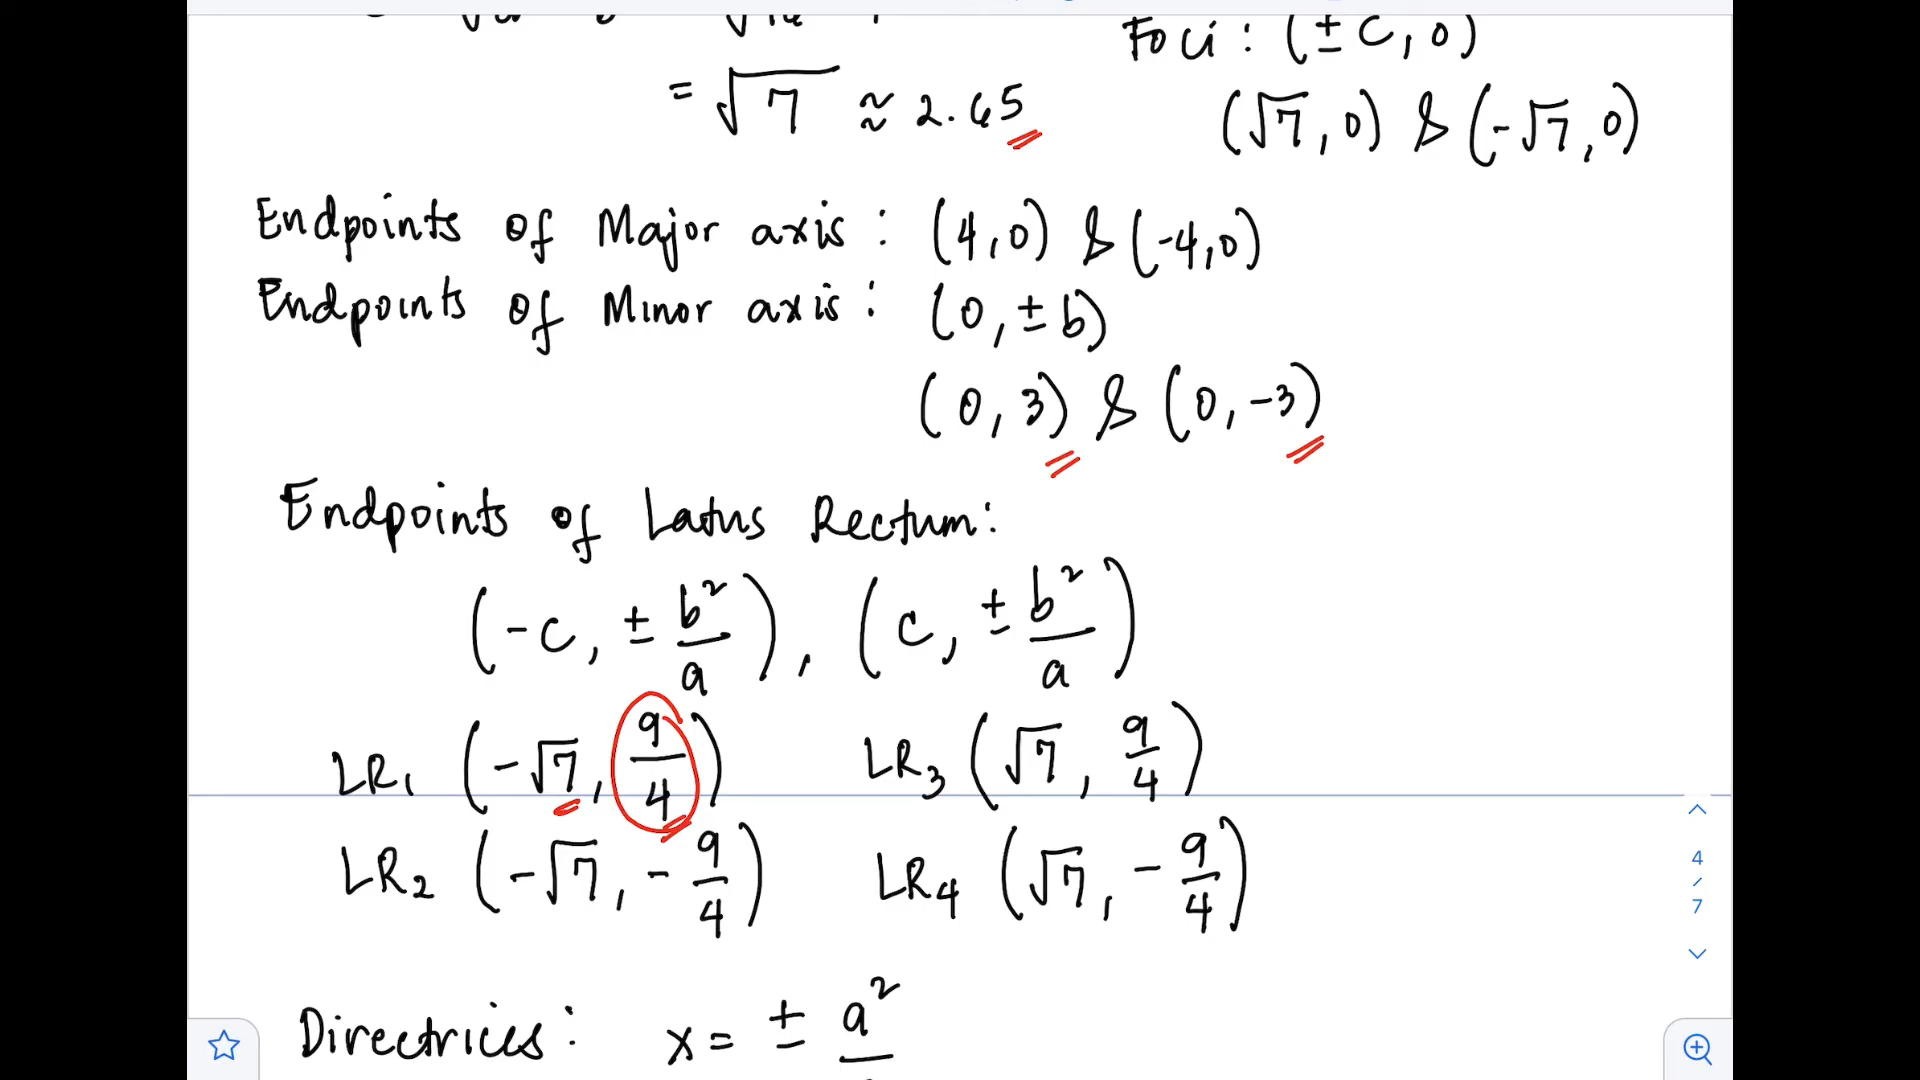 = √7 ≈ 2.65
Foci : (± c, 0)
(√7, 0) & (-√7, 0)
Endpoints of Major axis : (4, 0) & (-4, 0)
Endpoints of Minor axis : (0, ± b)
(0, 3) & (0, -3)
Endpoints of Latus Rectum :
(-c, ± b²/a), (c, ± b²/a)
LR₁ (-√7, 9/4) LR₃ (√7, 9/4)
LR₂ (-√7, -9/4) LR₄ (√7, -9/4)
Directrices : x = ± a²
4
/
7